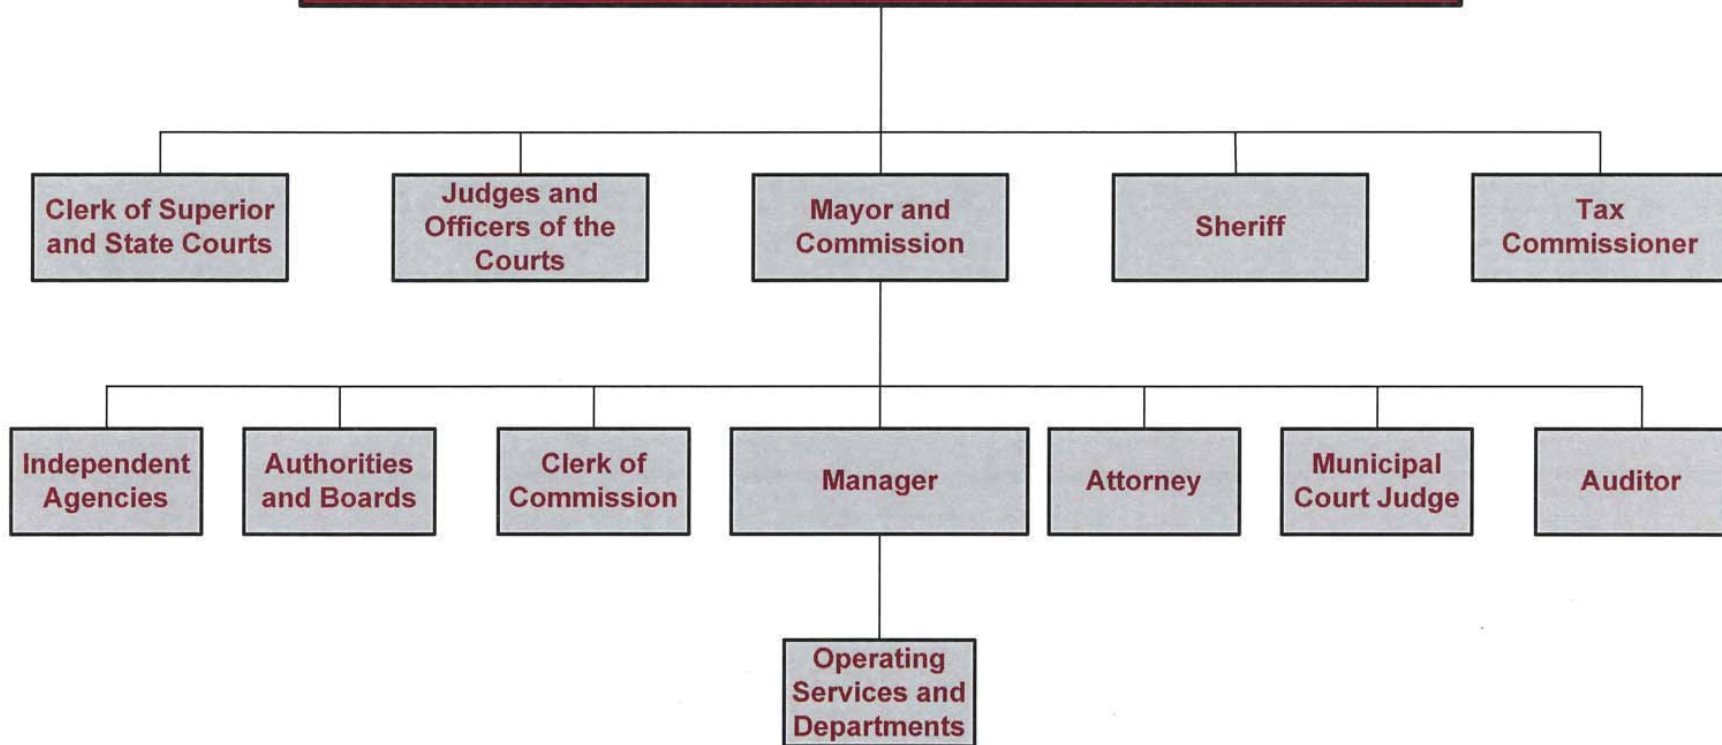 Clerk of Superior
and State Courts
Judges and
Officers of the
Courts
Mayor and
Commission
Sheriff
Tax
Commissioner
Independent
Agencies
Authorities
and Boards
Clerk of
Commission
Manager
Attorney
Municipal
Court Judge
Auditor
Operating
Services and
Departments